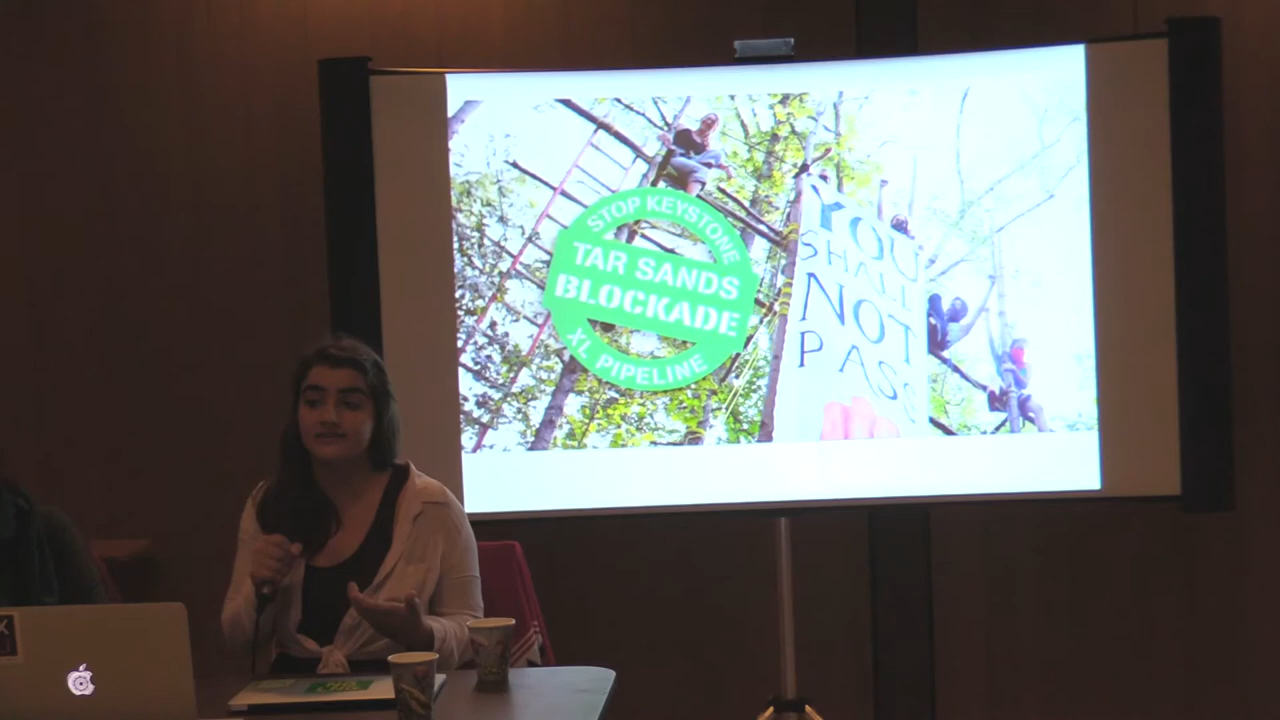 STOP KEYSTONE
TAR SANDS
BLOCKADE
XL PIPELINE
YOU
SHALL
NOT
PASS